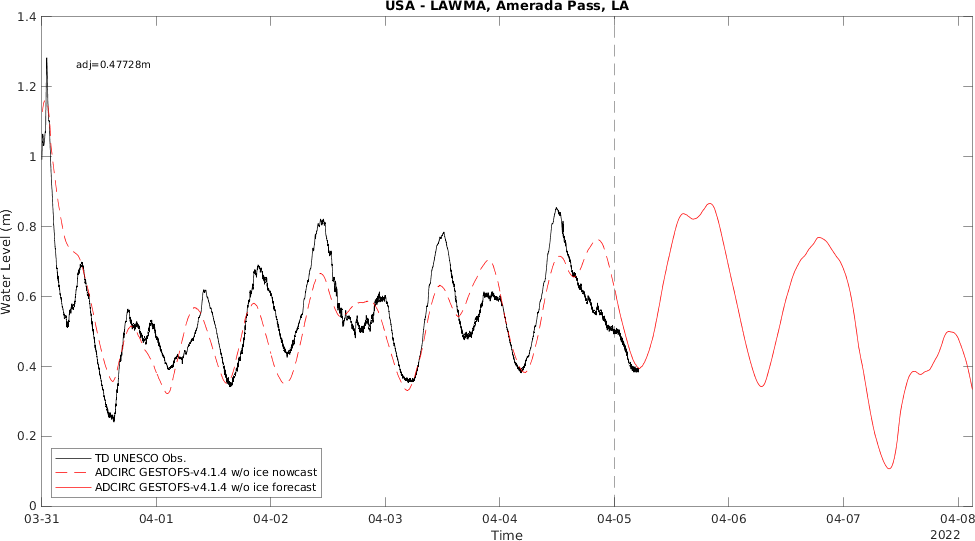 USA - LAWMA, Amerada Pass, LA
adj=0.47728m
1.4
1.2
1
0.8
0.6
0.4
0.2
0
Water Level (m)
TD UNESCO Obs.
ADCIRC GESTOFS-v4.1.4 w/o ice nowcast
ADCIRC GESTOFS-v4.1.4 w/o ice forecast
03-31 04-01 04-02 04-03 04-04 04-05 04-06 04-07 04-08
Time
2022